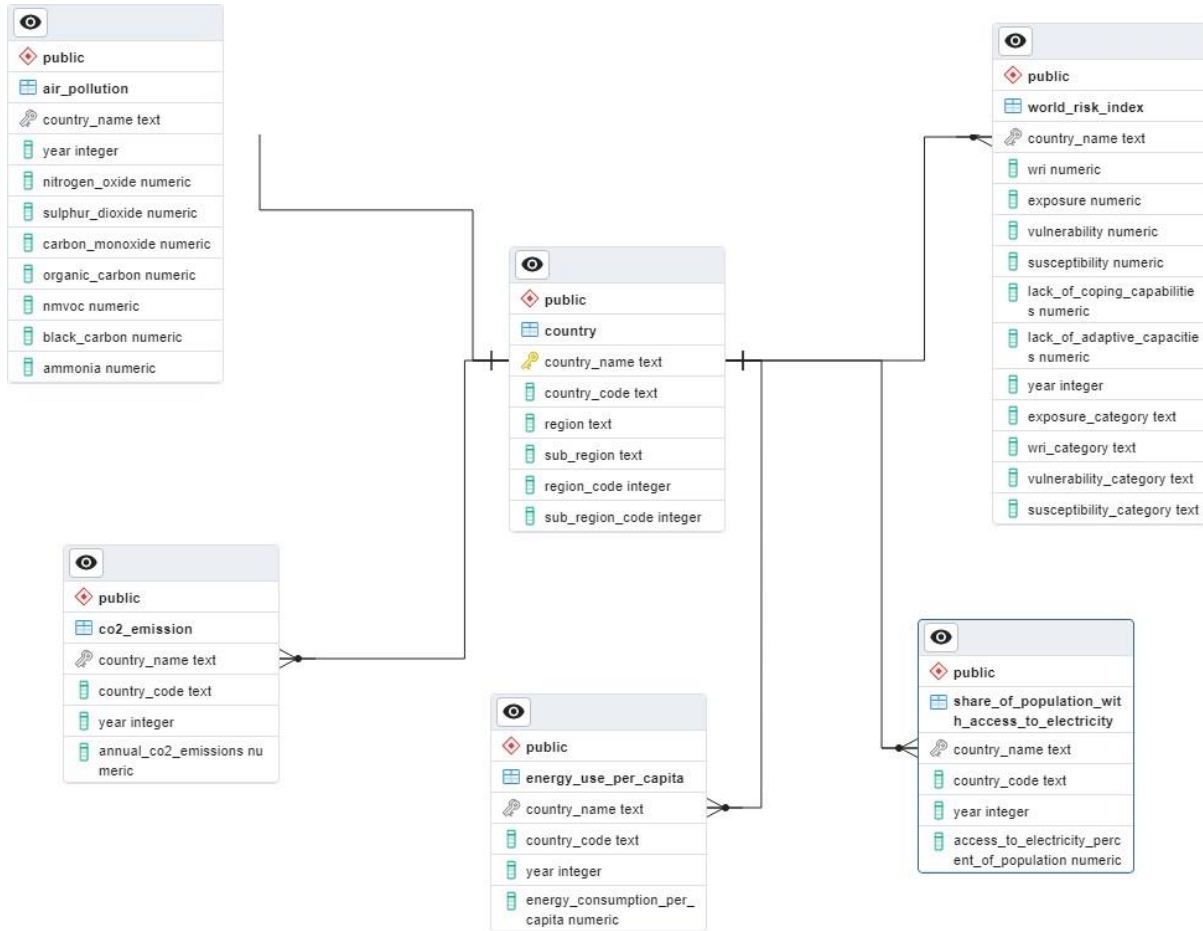 public
air_pollution
country_name text
year integer
nitrogen_oxide numeric
sulphur_dioxide numeric
carbon_monoxide numeric
organic_carbon numeric
nmvoc numeric
black_carbon numeric
ammonia numeric
public
world_risk_index
country_name text
wri numeric
exposure numeric
vulnerability numeric
susceptibility numeric
lack_of_coping_capabilitie
s numeric
lack_of_adaptive_capacitie
s numeric
year integer
exposure_category text
wri_category text
vulnerability_category text
susceptibility_category text
public
country
country_name text
country_code text
region text
sub_region text
region_code integer
sub_region_code integer
public
co2_emission
country_name text
country_code text
year integer
annual_co2_emissions nu
meric
public
energy_use_per_capita
country_name text
country_code text
year integer
energy_consumption_per_
capita numeric
public
share_of_population_wit
h_access_to_electricity
country_name text
country_code text
year integer
access_to_electricity_perc
ent_of_population numeric